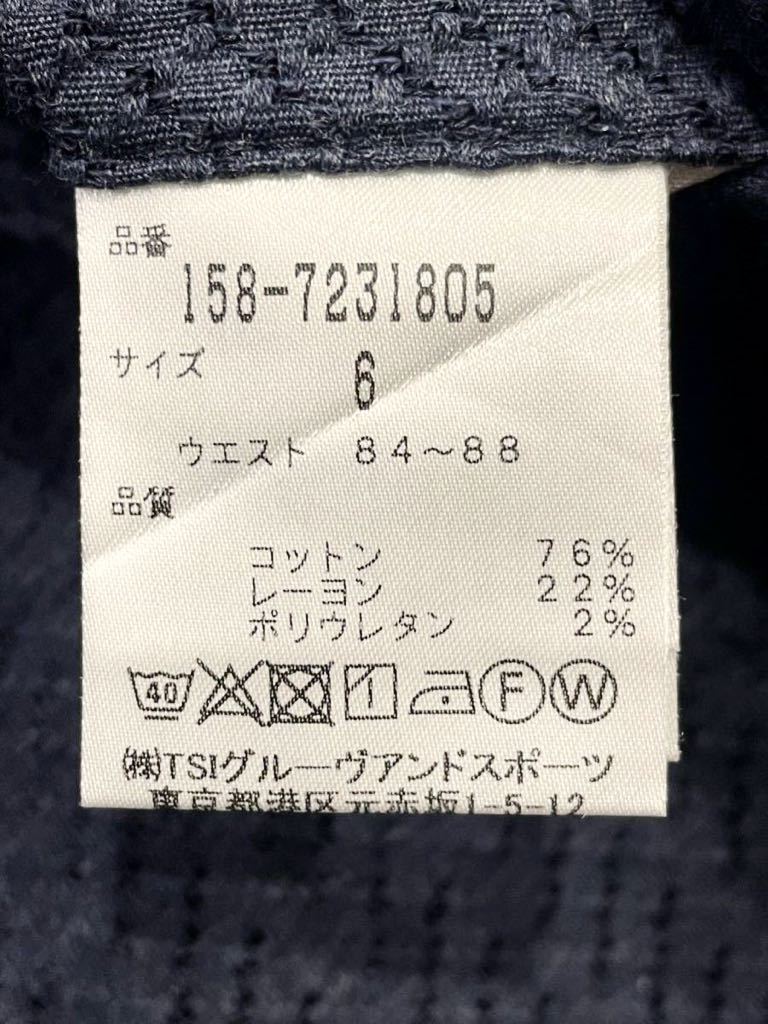 品番
158-7231805
サイズ 6
ウエスト 84～88
品質
コットン 76%
レーヨン 22%
ポリウレタン 2%
40 F W
(株)TSIグルーヴアンドスポーツ
東京都港区元赤坂1-5-12